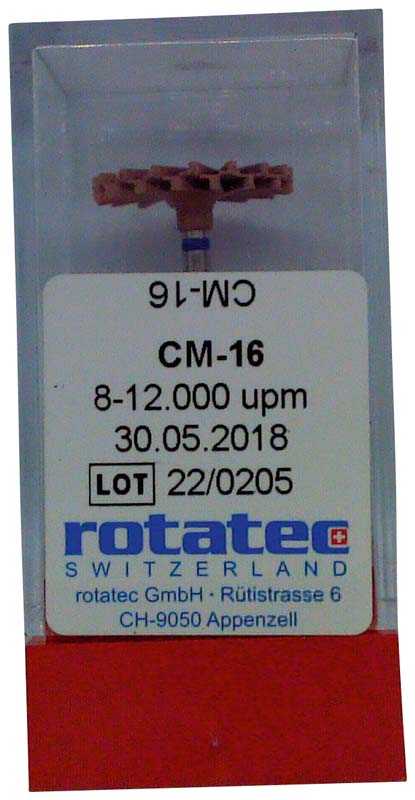 CM-16
CM-16
8-12.000 upm
30.05.2018
LOT 22/0205
rotatec
SWITZERLAND
rotatec GmbH · Rütistrasse 6
CH-9050 Appenzell